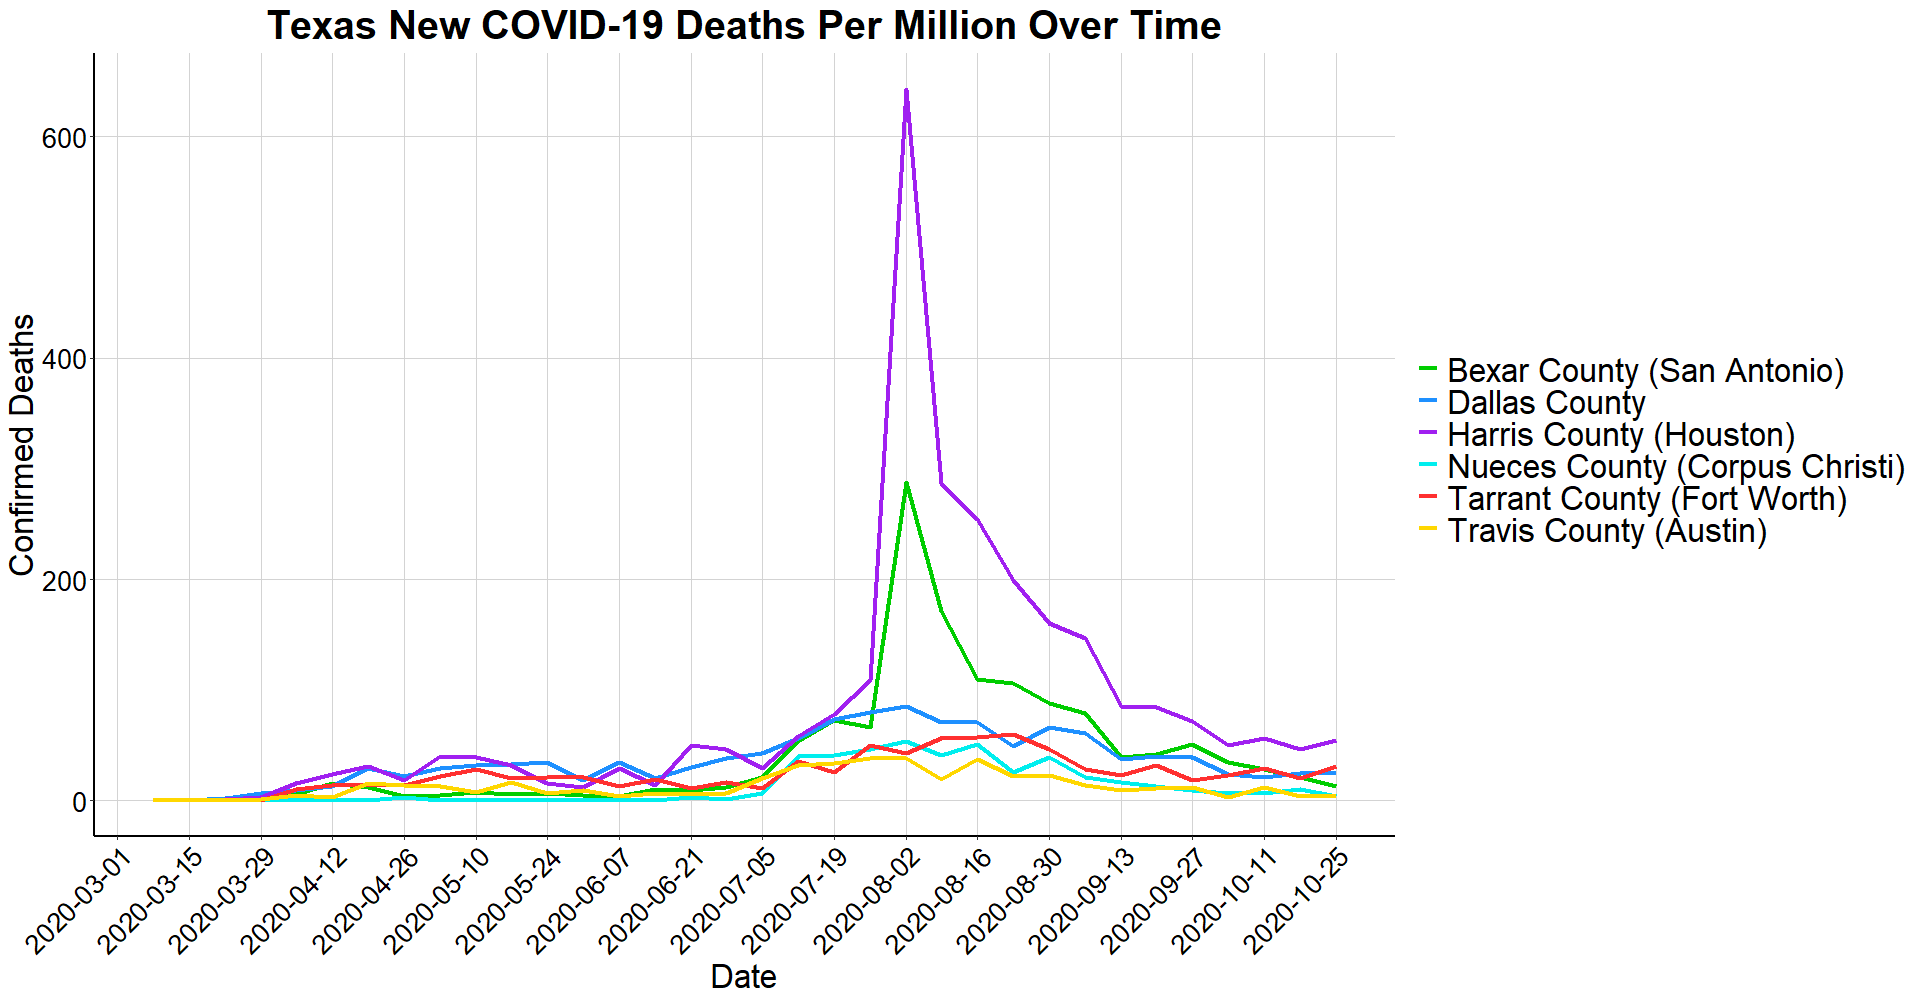 Texas New COVID-19 Deaths Per Million Over Time
Confirmed Deaths
600
400
200
0
2020-03-01
2020-03-15
2020-03-29
2020-04-12
2020-04-26
2020-05-10
2020-05-24
2020-06-07
2020-06-21
2020-07-05
2020-07-19
2020-08-02
2020-08-16
2020-08-30
2020-09-13
2020-09-27
2020-10-11
2020-10-25
Date
Bexar County (San Antonio)
Dallas County
Harris County (Houston)
Nueces County (Corpus Christi)
Tarrant County (Fort Worth)
Travis County (Austin)